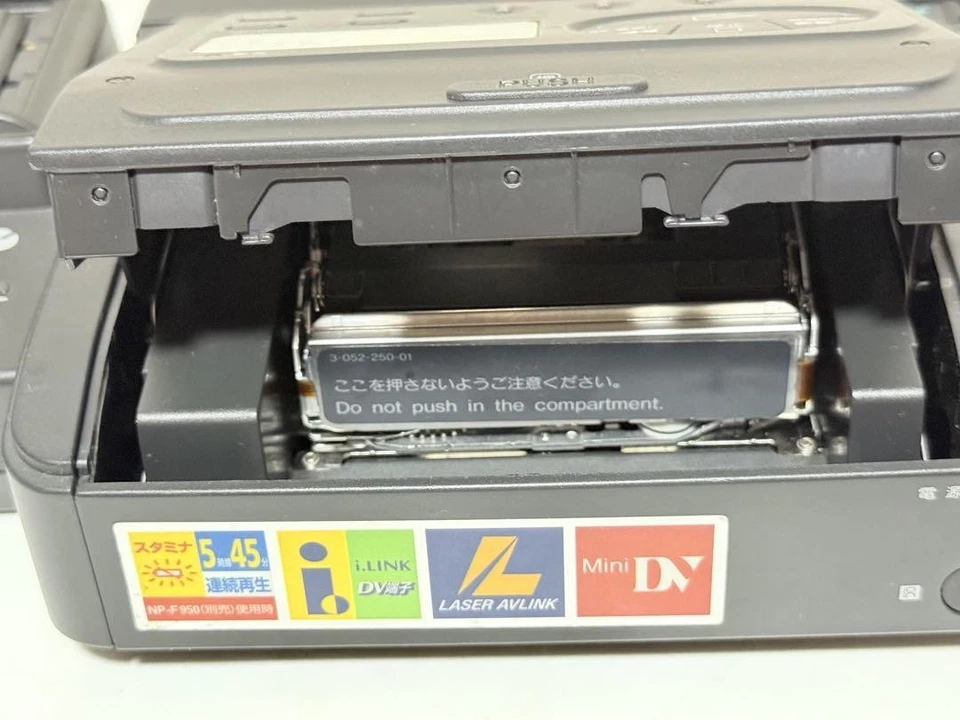 PUSH
3-052-250-01
ここを押さないようご注意ください。
Do not push in the compartment.
電源
スタミナ
5時間45分
連続再生
NP-F950(別売)使用時
i
i.LINK
DV端子
LASER AVLINK
Mini DV